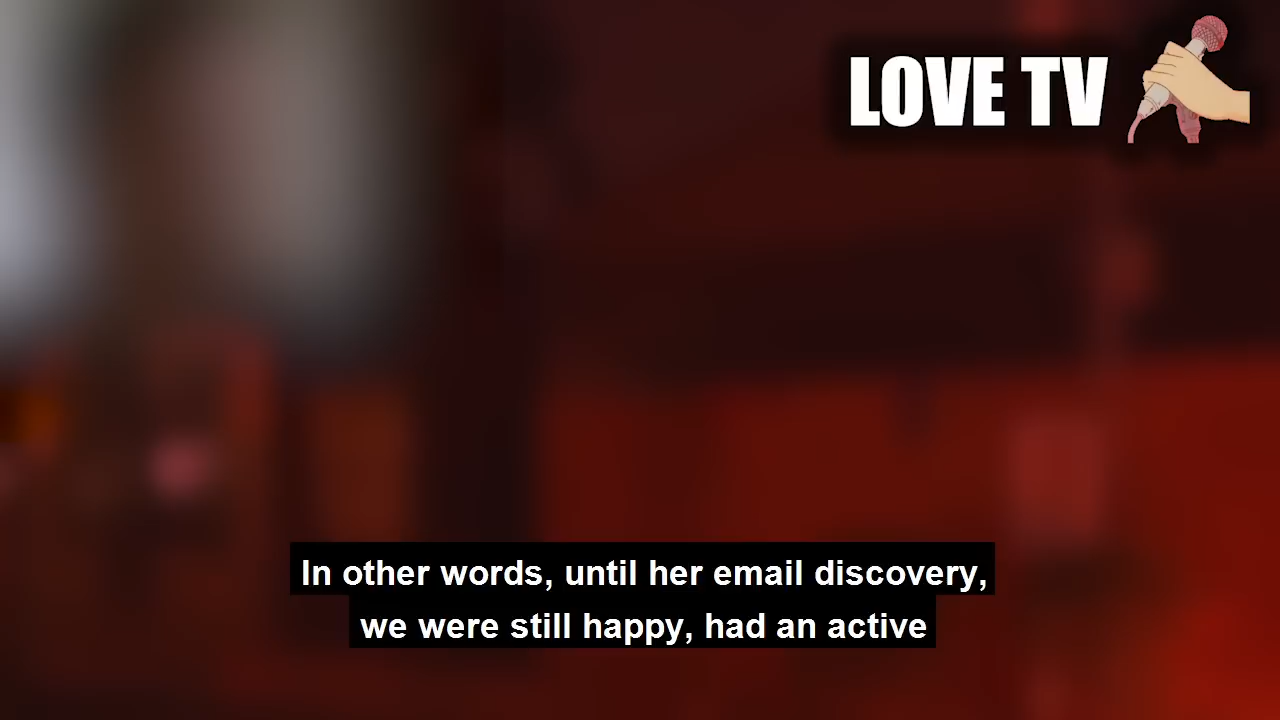 LOVE TV
In other words, until her email discovery,
we were still happy, had an active